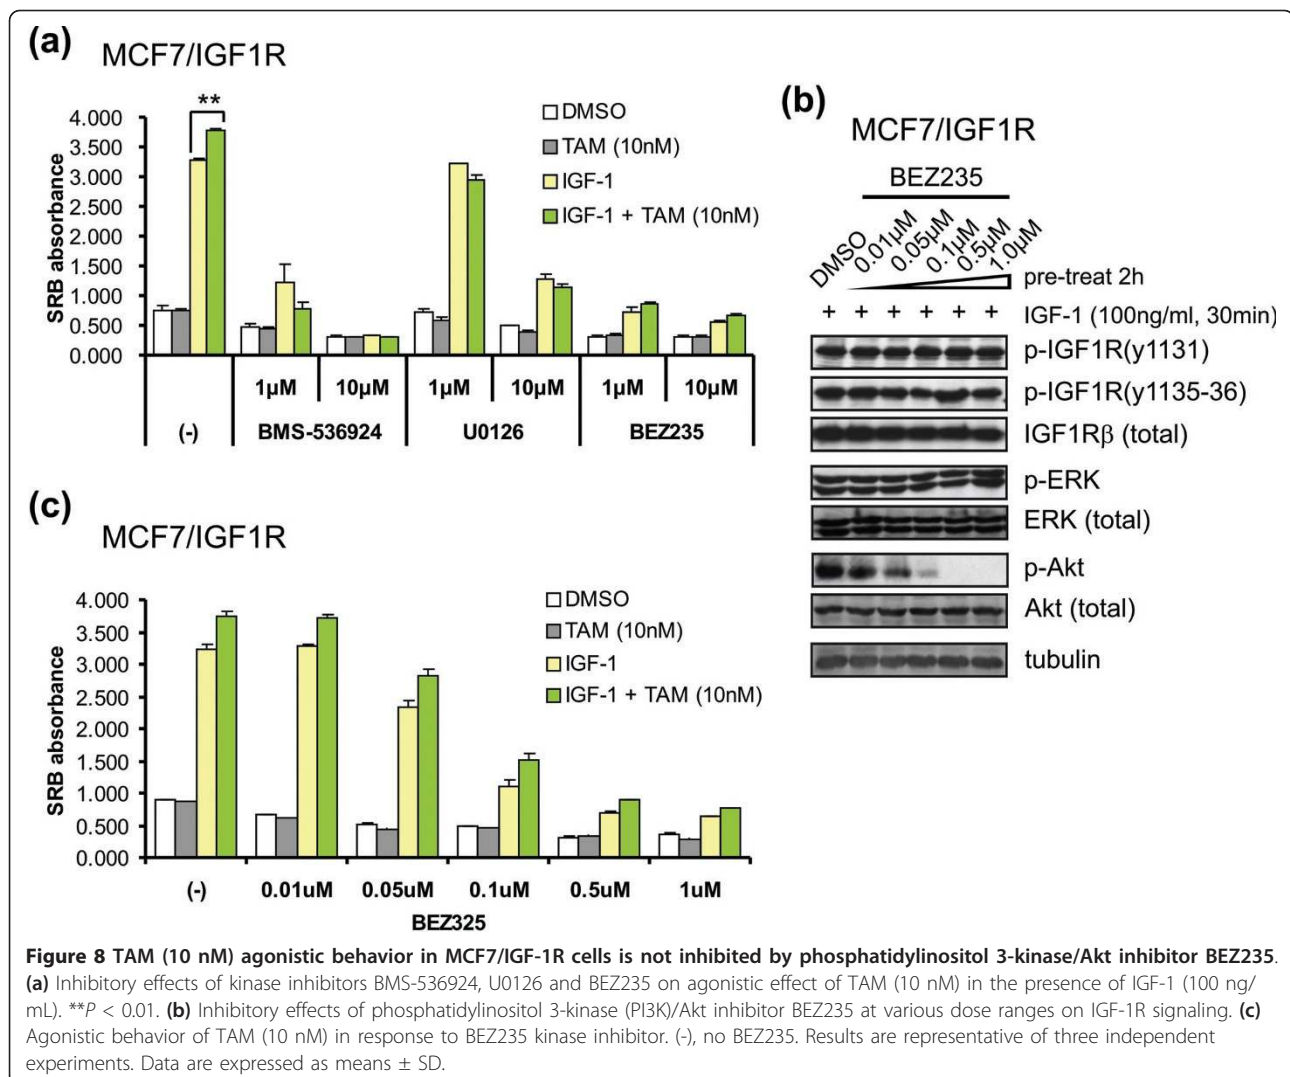 (a) MCF7/IGF1R
**
4.000
3.500
3.000
2.500
2.000
1.500
1.000
0.500
0.000
SRB absorbance
DMSO
TAM (10nM)
IGF-1
IGF-1 + TAM (10nM)
1µM 10µM 1µM 10µM 1µM 10µM
(-) BMS-536924 U0126 BEZ235
(b) MCF7/IGF1R
BEZ235
DMSO 0.01µM 0.05µM 0.1µM 0.5µM 1.0µM
pre-treat 2h
+ + + + + + IGF-1 (100ng/ml, 30min)
p-IGF1R(y1131)
p-IGF1R(y1135-36)
IGF1Rβ (total)
p-ERK
ERK (total)
p-Akt
Akt (total)
tubulin
(c) MCF7/IGF1R
4.000
3.500
3.000
2.500
2.000
1.500
1.000
0.500
0.000
SRB absorbance
DMSO
TAM (10nM)
IGF-1
IGF-1 + TAM (10nM)
(-) 0.01uM 0.05uM 0.1uM 0.5uM 1uM
BEZ325
Figure 8 TAM (10 nM) agonistic behavior in MCF7/IGF-1R cells is not inhibited by phosphatidylinositol 3-kinase/Akt inhibitor BEZ235.
(a) Inhibitory effects of kinase inhibitors BMS-536924, U0126 and BEZ235 on agonistic effect of TAM (10 nM) in the presence of IGF-1 (100 ng/
mL). **P < 0.01. (b) Inhibitory effects of phosphatidylinositol 3-kinase (PI3K)/Akt inhibitor BEZ235 at various dose ranges on IGF-1R signaling. (c)
Agonistic behavior of TAM (10 nM) in response to BEZ235 kinase inhibitor. (-), no BEZ235. Results are representative of three independent
experiments. Data are expressed as means ± SD.